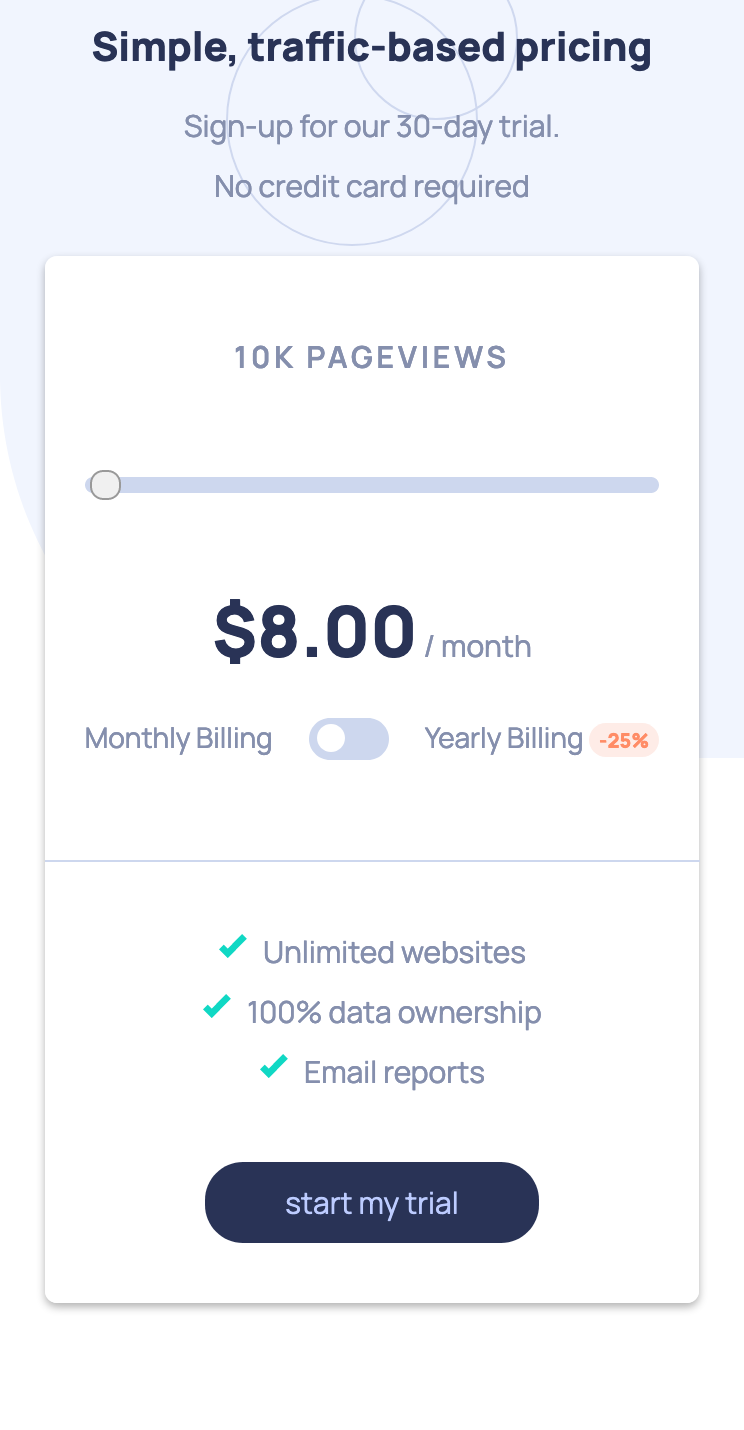 Simple, traffic-based pricing
Sign-up for our 30-day trial.
No credit card required
10K PAGEVIEWS
$8.00 / month
Monthly Billing Yearly Billing -25%
Unlimited websites
100% data ownership
Email reports
start my trial